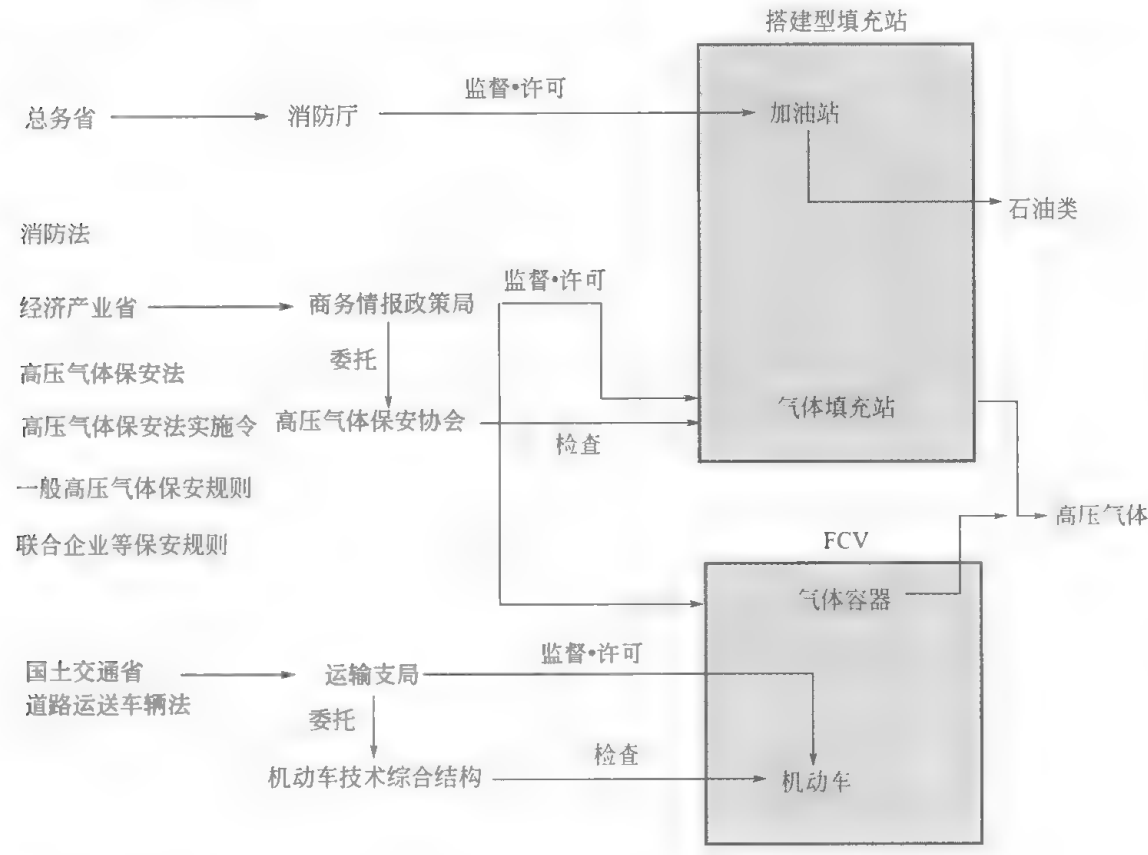 搭建型填充站
监督•许可
总务省
消防厅
加油站
石油类
消防法
监督•许可
经济产业省
商务情报政策局
委托
高压气体保安法
气体填充站
高压气体保安法实施令
高压气体保安协会
检查
一般高压气体保安规则
高压气体
联合企业等保安规则
FCV
气体容器
监督•许可
国土交通省
运输支局
道路运送车辆法
委托
检查
机动车技术综合结构
机动车